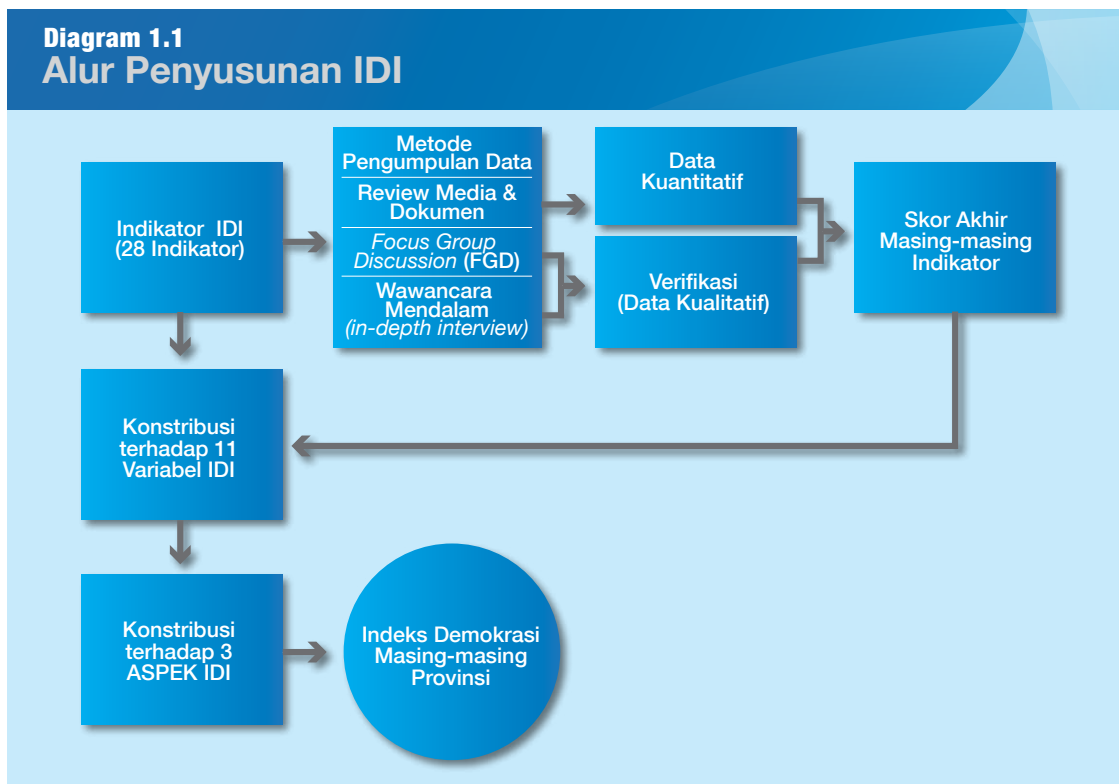 Diagram 1.1
Alur Penyusunan IDI
Indikator IDI
(28 Indikator)
Metode
Pengumpulan Data
Review Media &
Dokumen
Focus Group
Discussion (FGD)
Wawancara
Mendalam
(in-depth interview)
Data
Kuantitatif
Verifikasi
(Data Kualitatif)
Skor Akhir
Masing-masing
Indikator
Konstribusi
terhadap 11
Variabel IDI
Konstribusi
terhadap 3
ASPEK IDI
Indeks Demokrasi
Masing-masing
Provinsi